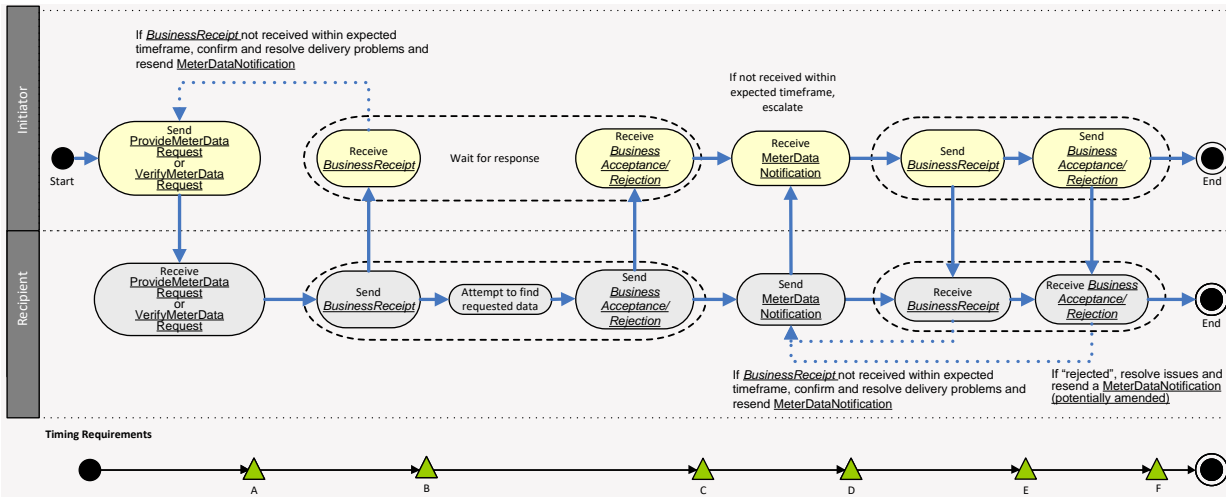 Initiator
If BusinessReceipt not received within expected
timeframe, confirm and resolve delivery problems and
resend MeterDataNotification
If not received within
expected timeframe,
escalate
Start
Send
ProvideMeterData
Request
or
VerifyMeterData
Request
Receive
BusinessReceipt
Wait for response
Receive
Business
Acceptance/
Rejection
Receive
MeterData
Notification
Send
BusinessReceipt
Send
Business
Acceptance/
Rejection
End
Recipient
Receive
ProvideMeterData
Request
or
VerifyMeterData
Request
Send
BusinessReceipt
Attempt to find
requested data
Send
Business
Acceptance/
Rejection
Send
MeterData
Notification
Receive
BusinessReceipt
Receive Business
Acceptance/
Rejection
End
If BusinessReceipt not received within expected
timeframe, confirm and resolve delivery problems and
resend MeterDataNotification
If “rejected”, resolve issues and
resend a MeterDataNotification
(potentially amended)
Timing Requirements
A
B
C
D
E
F